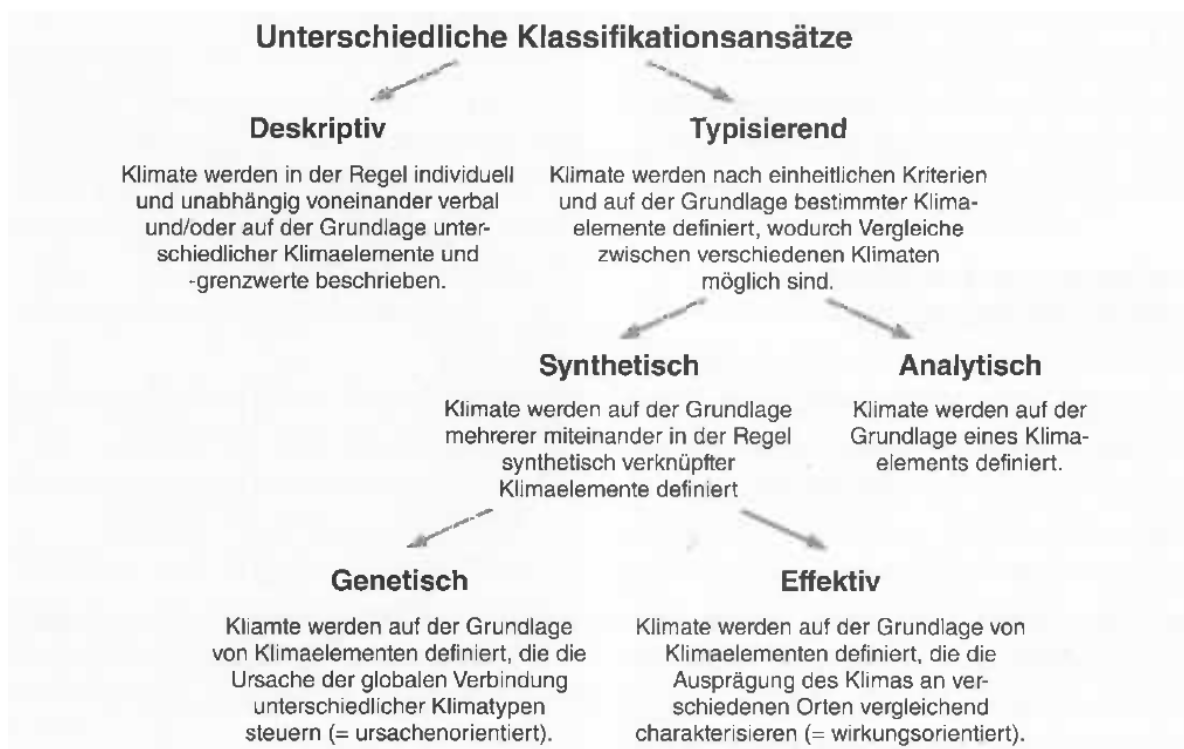 Unterschiedliche Klassifikationsansätze
Deskriptiv
Klimate werden in der Regel individuell
und unabhängig voneinander verbal
und/oder auf der Grundlage unter-
schiedlicher Klimaelemente und
-grenzwerte beschrieben.
Typisierend
Klimate werden nach einheitlichen Kriterien
und auf der Grundlage bestimmter Klima-
elemente definiert, wodurch Vergleiche
zwischen verschiedenen Klimaten
möglich sind.
Synthetisch
Klimate werden auf der Grundlage
mehrerer miteinander in der Regel
synthetisch verknüpfter
Klimaelemente definiert
Analytisch
Klimate werden auf der
Grundlage eines Klima-
elements definiert.
Genetisch
Kliamte werden auf der Grundlage
von Klimaelementen definiert, die die
Ursache der globalen Verbindung
unterschiedlicher Klimatypen
steuern (= ursachenorientiert).
Effektiv
Klimate werden auf der Grundlage von
Klimaelementen definiert, die die
Ausprägung des Klimas an ver-
schiedenen Orten vergleichend
charakterisieren (= wirkungsorientiert).